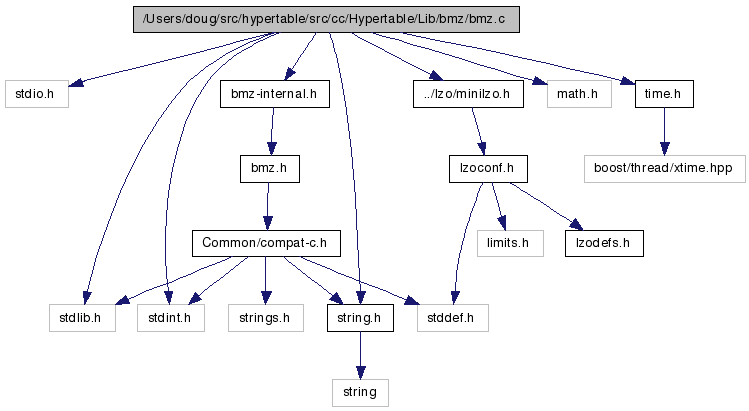 /Users/doug/src/hypertable/src/cc/Hypertable/Lib/bmz/bmz.c
stdio.h
bmz-internal.h
../lzo/minilzo.h
math.h
time.h
bmz.h
lzoconf.h
boost/thread/xtime.hpp
Common/compat-c.h
limits.h
lzodefs.h
stdlib.h
stdint.h
strings.h
string.h
stddef.h
string